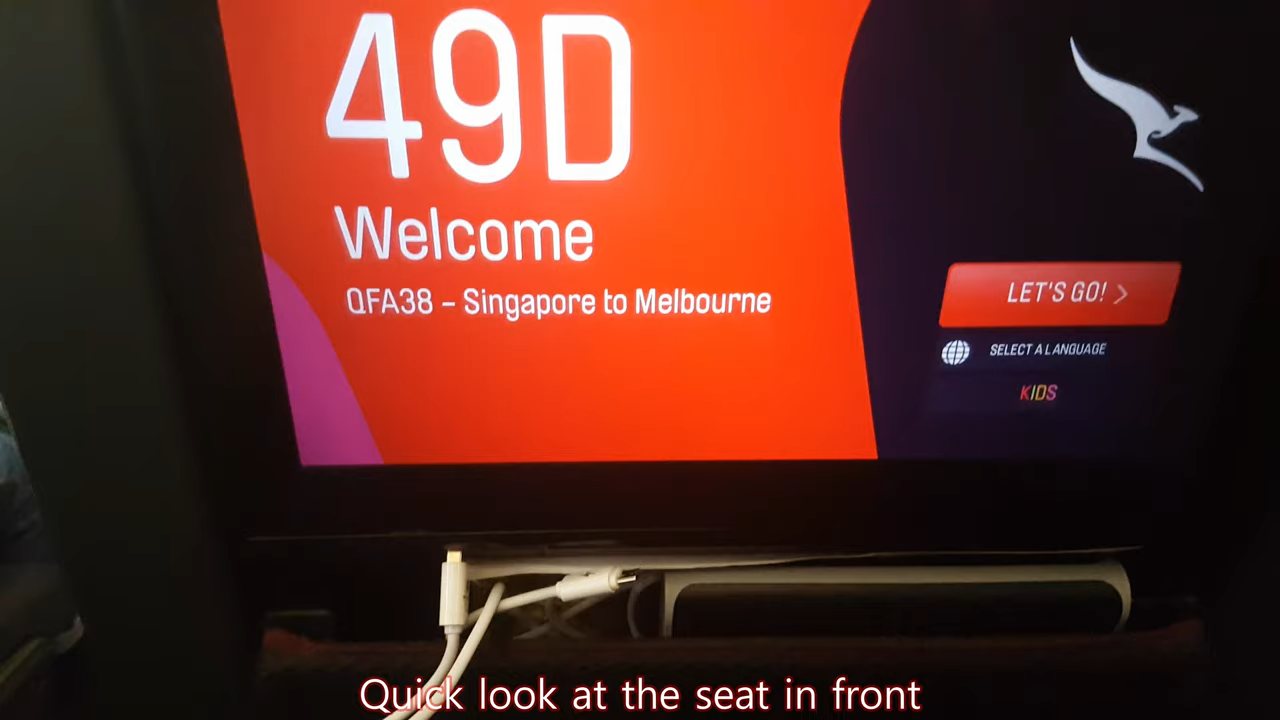 49D
Welcome
QFA38 – Singapore to Melbourne
LET'S GO!
SELECT A LANGUAGE
KIDS
Quick look at the seat in front